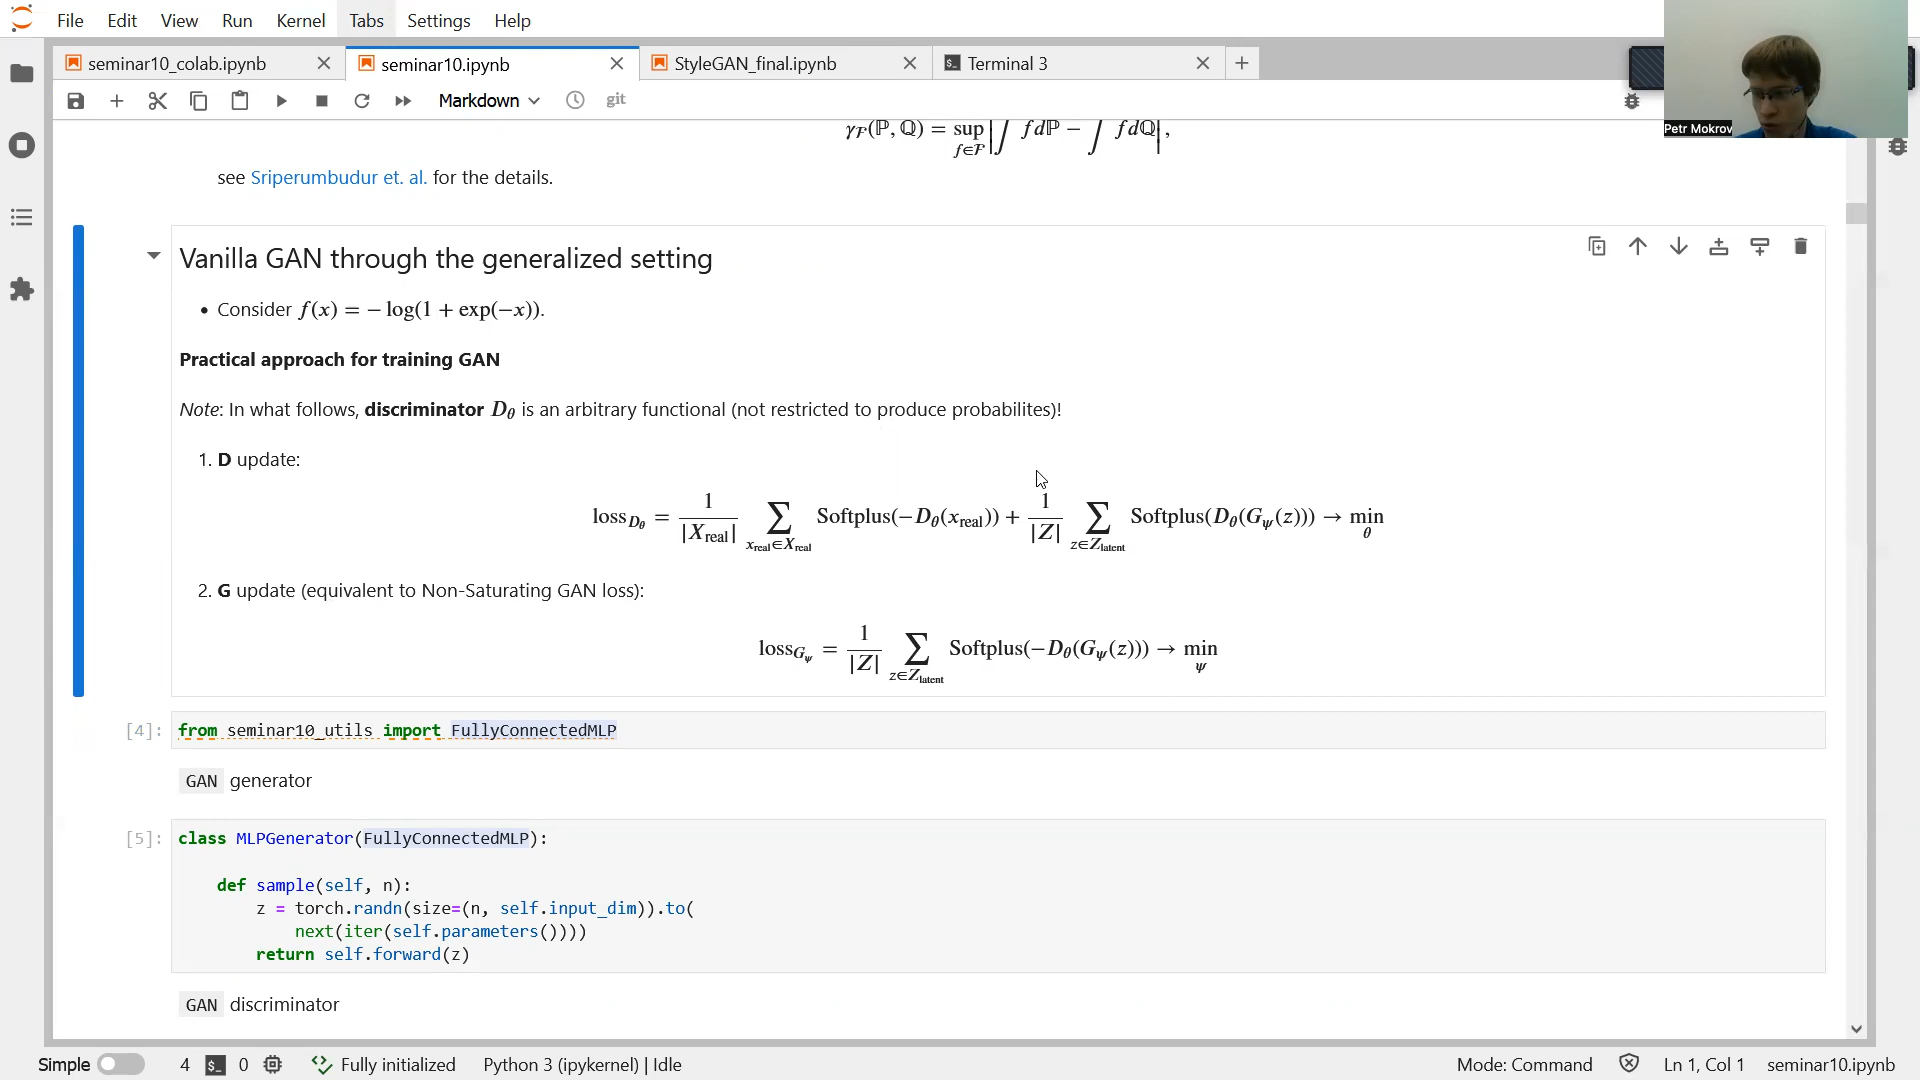 File Edit View Run Kernel Tabs Settings Help
seminar10_colab.ipynb seminar10.ipynb StyleGAN_final.ipynb Terminal 3
Markdown git
Petr Mokrov
γ_F(ℙ, ℚ) = sup_{f∈F} |∫ f dℙ − ∫ f dℚ|,
see Sriperumbudur et. al. for the details.
Vanilla GAN through the generalized setting
• Consider f(x) = − log(1 + exp(−x)).
Practical approach for training GAN
Note: In what follows, discriminator D_θ is an arbitrary functional (not restricted to produce probabilites)!
1. D update:
loss_{D_θ} = 1/|X_real| ∑_{x_real∈X_real} Softplus(−D_θ(x_real)) + 1/|Z| ∑_{z∈Z_latent} Softplus(D_θ(G_ψ(z))) → min_θ
2. G update (equivalent to Non-Saturating GAN loss):
loss_{G_ψ} = 1/|Z| ∑_{z∈Z_latent} Softplus(−D_θ(G_ψ(z))) → min_ψ
[4]: from seminar10_utils import FullyConnectedMLP
GAN generator
[5]: class MLPGenerator(FullyConnectedMLP):
def sample(self, n):
z = torch.randn(size=(n, self.input_dim)).to(
next(iter(self.parameters())))
return self.forward(z)
GAN discriminator
Simple 4 $_ 0 Fully initialized Python 3 (ipykernel) | Idle Mode: Command Ln 1, Col 1 seminar10.ipynb